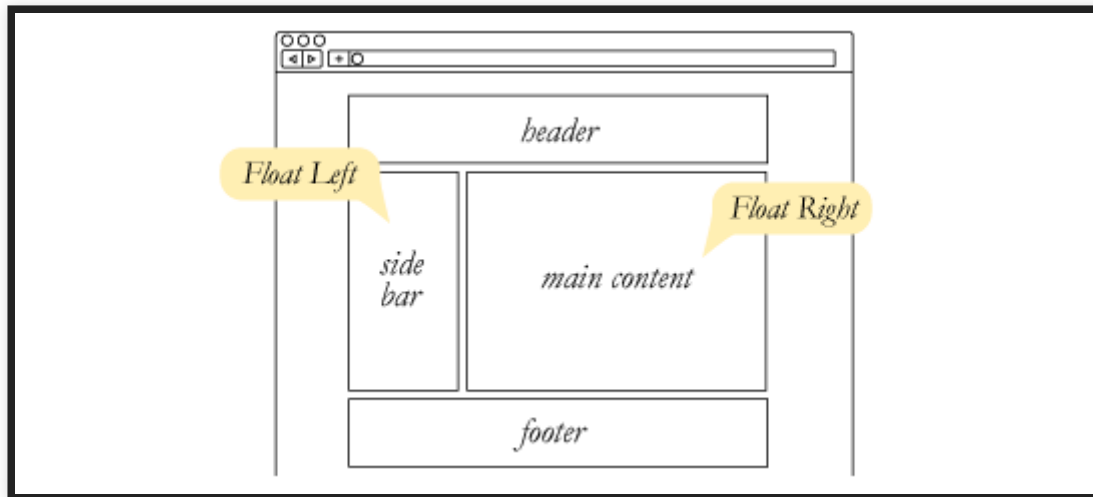 header
Float Left
Float Right
side
bar
main content
footer